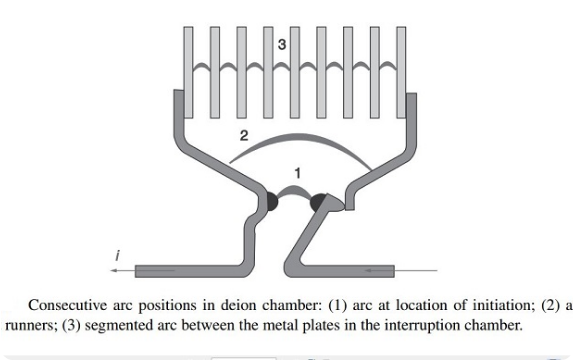 3
2
1
i
Consecutive arc positions in deion chamber: (1) arc at location of initiation; (2) a
runners; (3) segmented arc between the metal plates in the interruption chamber.